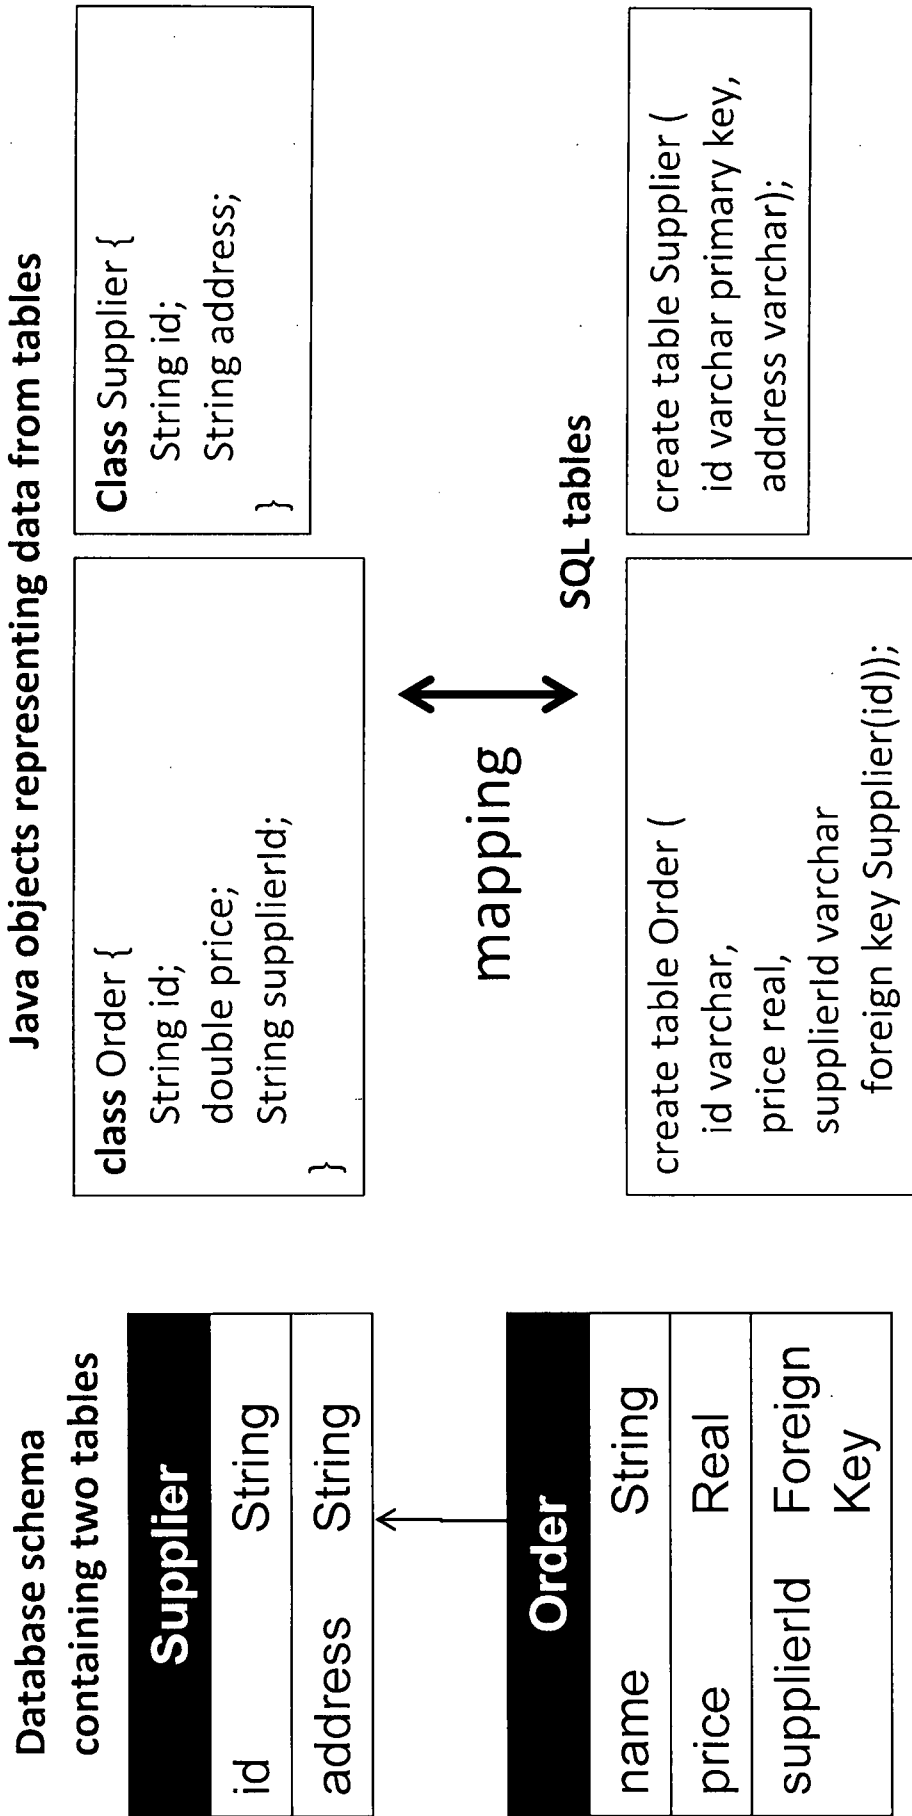 Database schema
containing two tables
Supplier
id String
address String
Order
name String
price Real
supplierId Foreign
Key
Java objects representing data from tables
class Order {
String id;
double price;
String supplierId;
}
Class Supplier {
String id;
String address;
}
mapping
SQL tables
create table Order (
id varchar,
price real,
supplierId varchar
foreign key Supplier(id));
create table Supplier (
id varchar primary key,
address varchar);